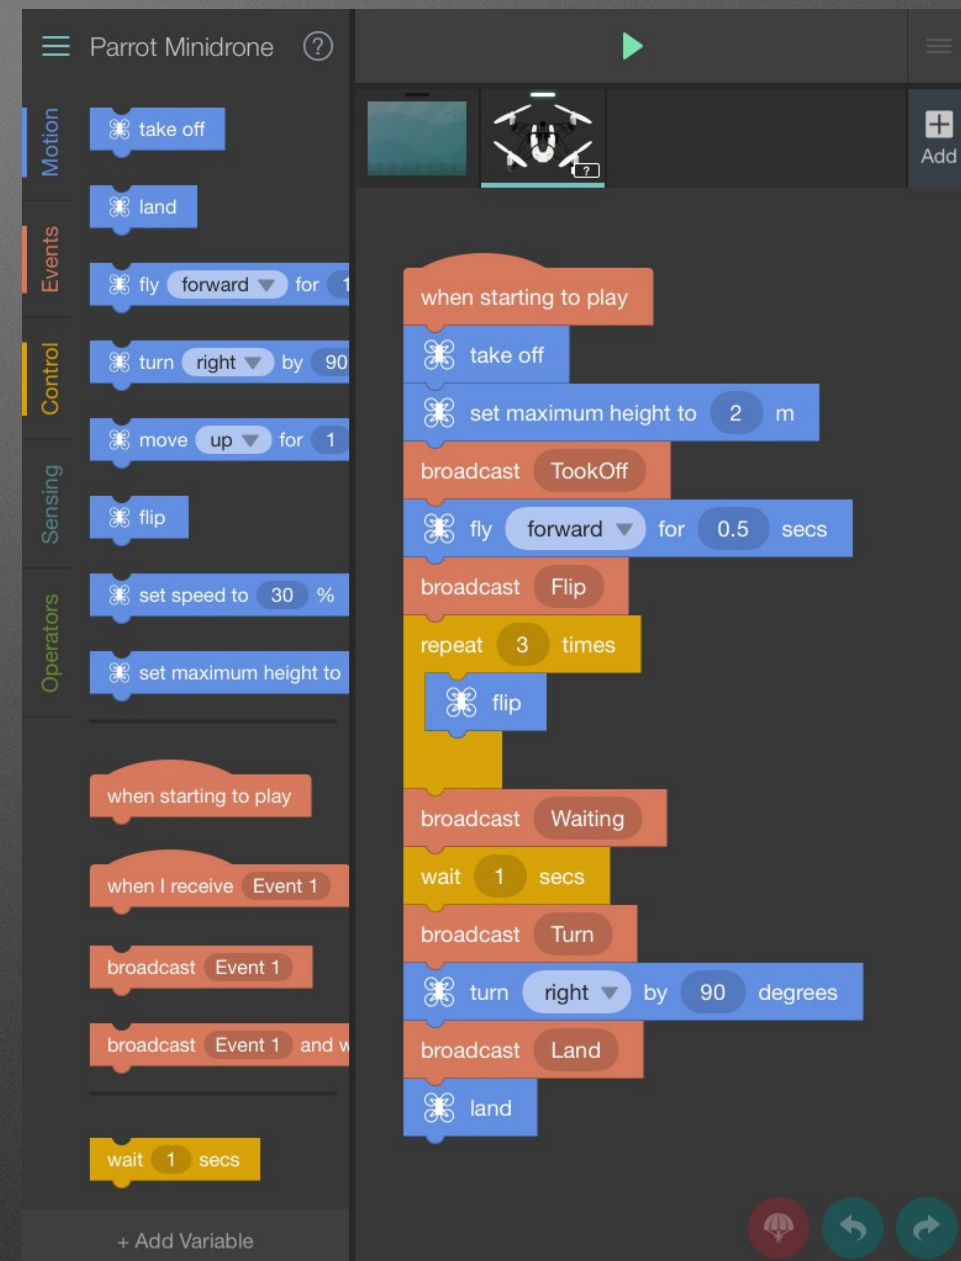 Parrot Minidrone ?
Motion
Events
Control
Sensing
Operators
take off
land
fly forward for 1
turn right by 90
move up for 1
flip
set speed to 30 %
set maximum height to
when starting to play
when I receive Event 1
broadcast Event 1
broadcast Event 1 and w
wait 1 secs
+ Add Variable
?
Add
when starting to play
take off
set maximum height to 2 m
broadcast TookOff
fly forward for 0.5 secs
broadcast Flip
repeat 3 times
flip
broadcast Waiting
wait 1 secs
broadcast Turn
turn right by 90 degrees
broadcast Land
land